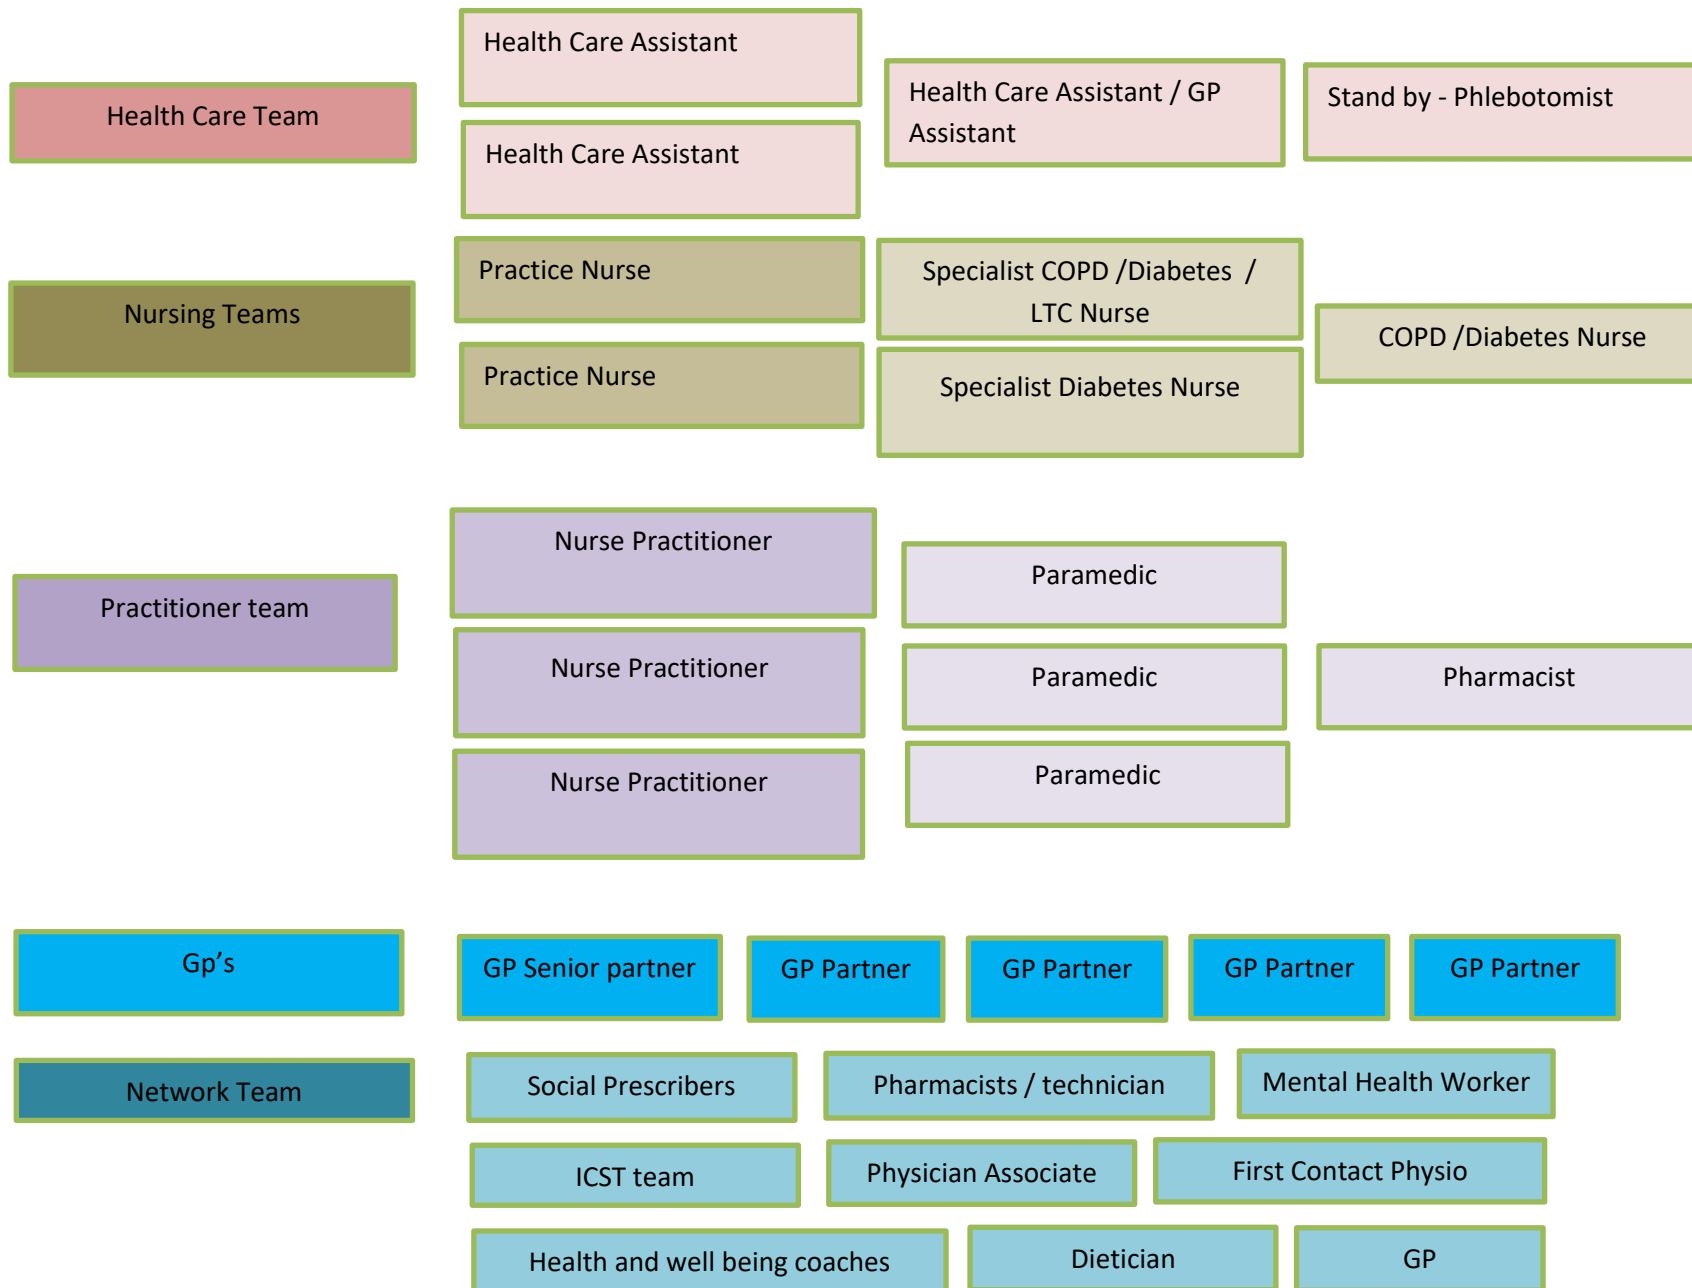 Health Care Team
Health Care Assistant
Health Care Assistant
Health Care Assistant / GP
Assistant
Stand by - Phlebotomist
Nursing Teams
Practice Nurse
Practice Nurse
Specialist COPD /Diabetes /
LTC Nurse
Specialist Diabetes Nurse
COPD /Diabetes Nurse
Practitioner team
Nurse Practitioner
Nurse Practitioner
Nurse Practitioner
Paramedic
Paramedic
Paramedic
Pharmacist
Gp’s
GP Senior partner
GP Partner
GP Partner
GP Partner
GP Partner
Network Team
Social Prescribers
Pharmacists / technician
Mental Health Worker
ICST team
Physician Associate
First Contact Physio
Health and well being coaches
Dietician
GP